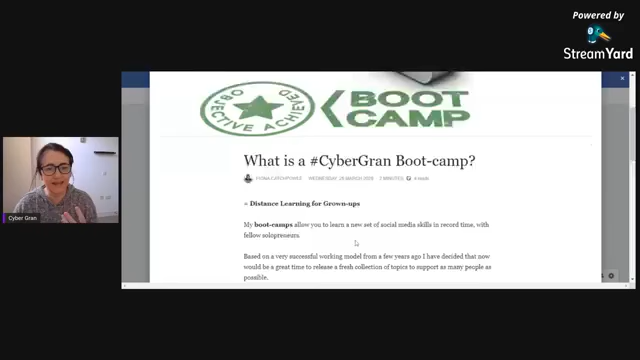 Powered by
StreamYard
OBJECTIVE ACHIEVED
BOOT
CAMP
What is a #CyberGran Boot-camp?
2 MINUTES
= Distance Learning for Grown-ups
My boot-camps allow you to learn a new set of social media skills in record time, with
fellow solopreneurs.
Based on a very successful working model from a few years ago I have decided that now
would be a great time to release a fresh collection of topics to support as many people as
possible.
Cyber Gran